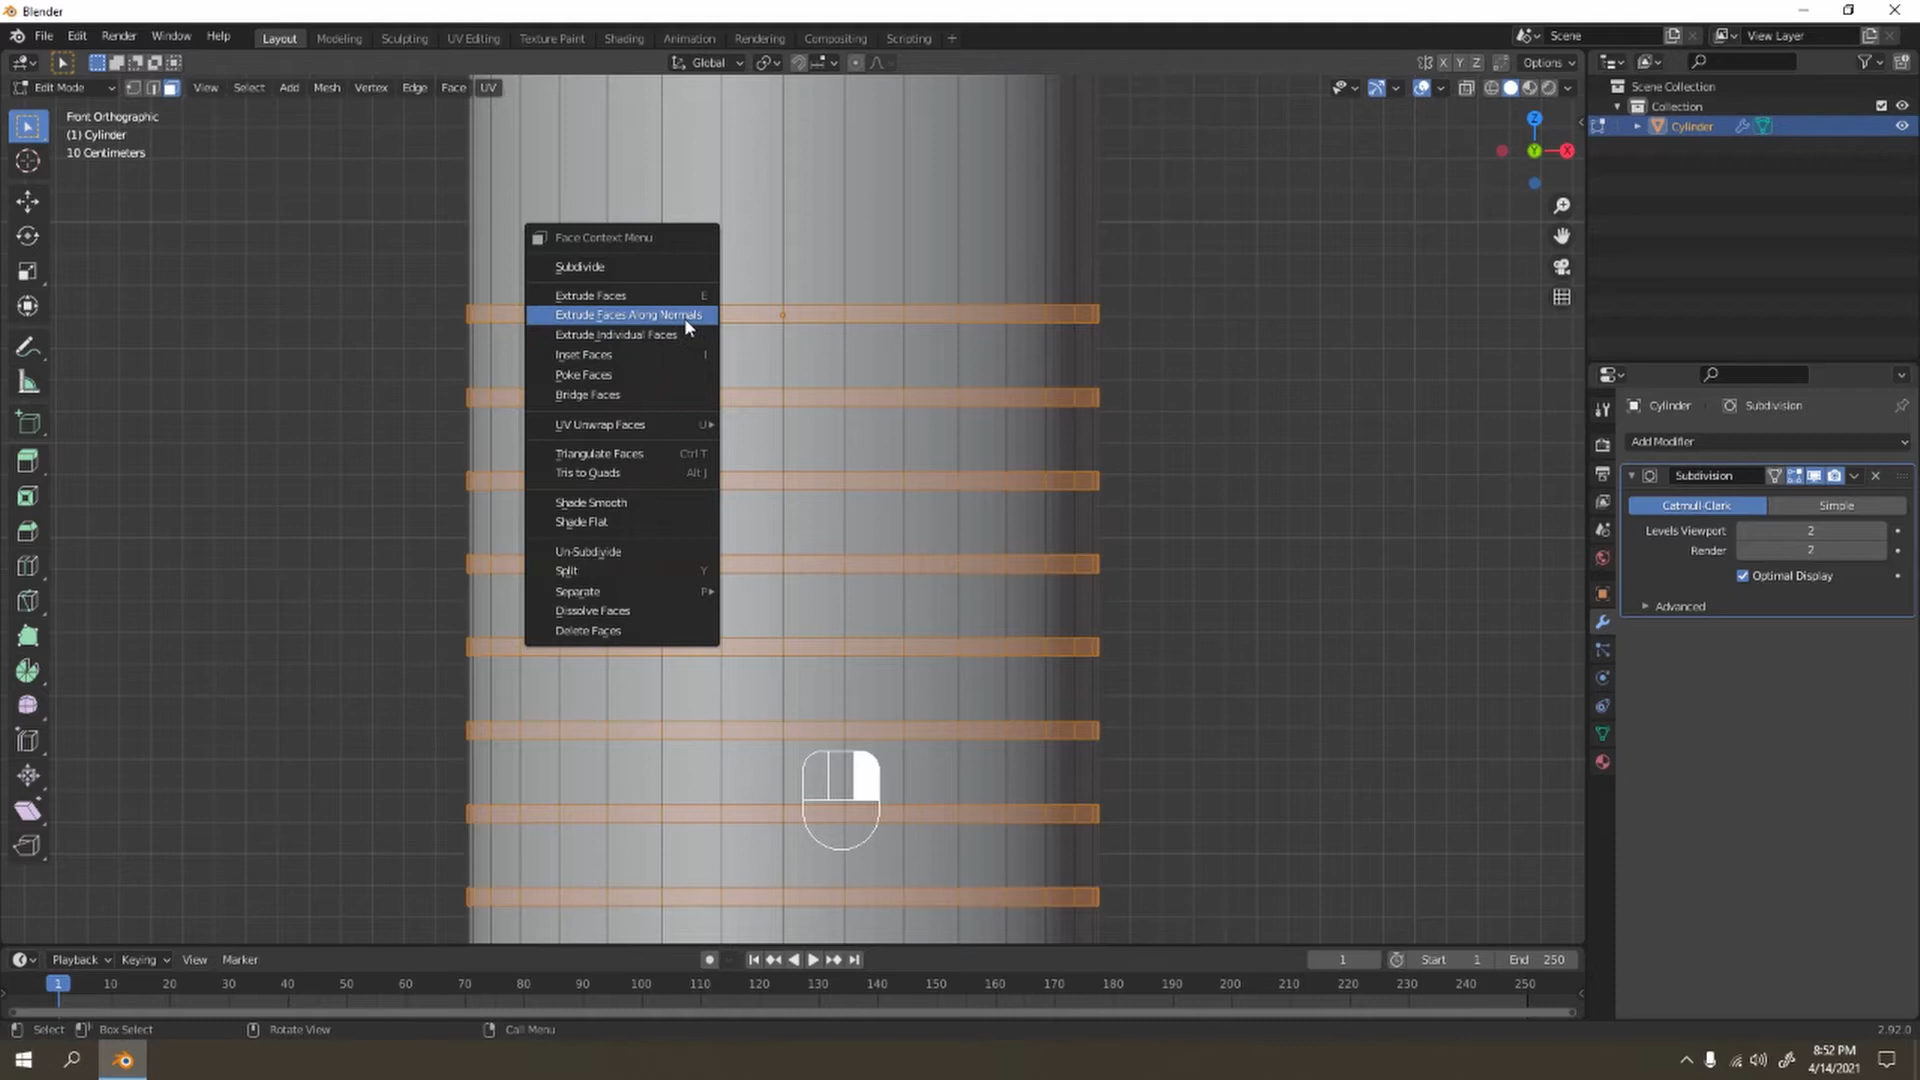 Blender
File Edit Render Window Help Layout Modeling Sculpting UV Editing Texture Paint Shading Animation Rendering Compositing Scripting + Scene View Layer
Global X Y Z Options
Edit Mode View Select Add Mesh Vertex Edge Face UV
Scene Collection
Collection
Cylinder
Front Orthographic
(1) Cylinder
10 Centimeters
Z
Y
X
Face Context Menu
Subdivide
Extrude Faces E
Extrude Faces Along Normals
Extrude Individual Faces
Inset Faces I
Poke Faces
Bridge Faces
UV Unwrap Faces U
Triangulate Faces Ctrl T
Tris to Quads Alt J
Shade Smooth
Shade Flat
Un-Subdivide
Split Y
Separate P
Dissolve Faces
Delete Faces
Cylinder Subdivision
Add Modifier
Subdivision
Catmull-Clark Simple
Levels Viewport 2
Render 2
Optimal Display
Advanced
Playback Keying View Marker 1 Start 1 End 250
1 10 20 30 40 50 60 70 80 90 100 110 120 130 140 150 160 170 180 190 200 210 220 230 240 250
Select Box Select Rotate View Call Menu 2.92.0
8:52 PM
4/14/2021